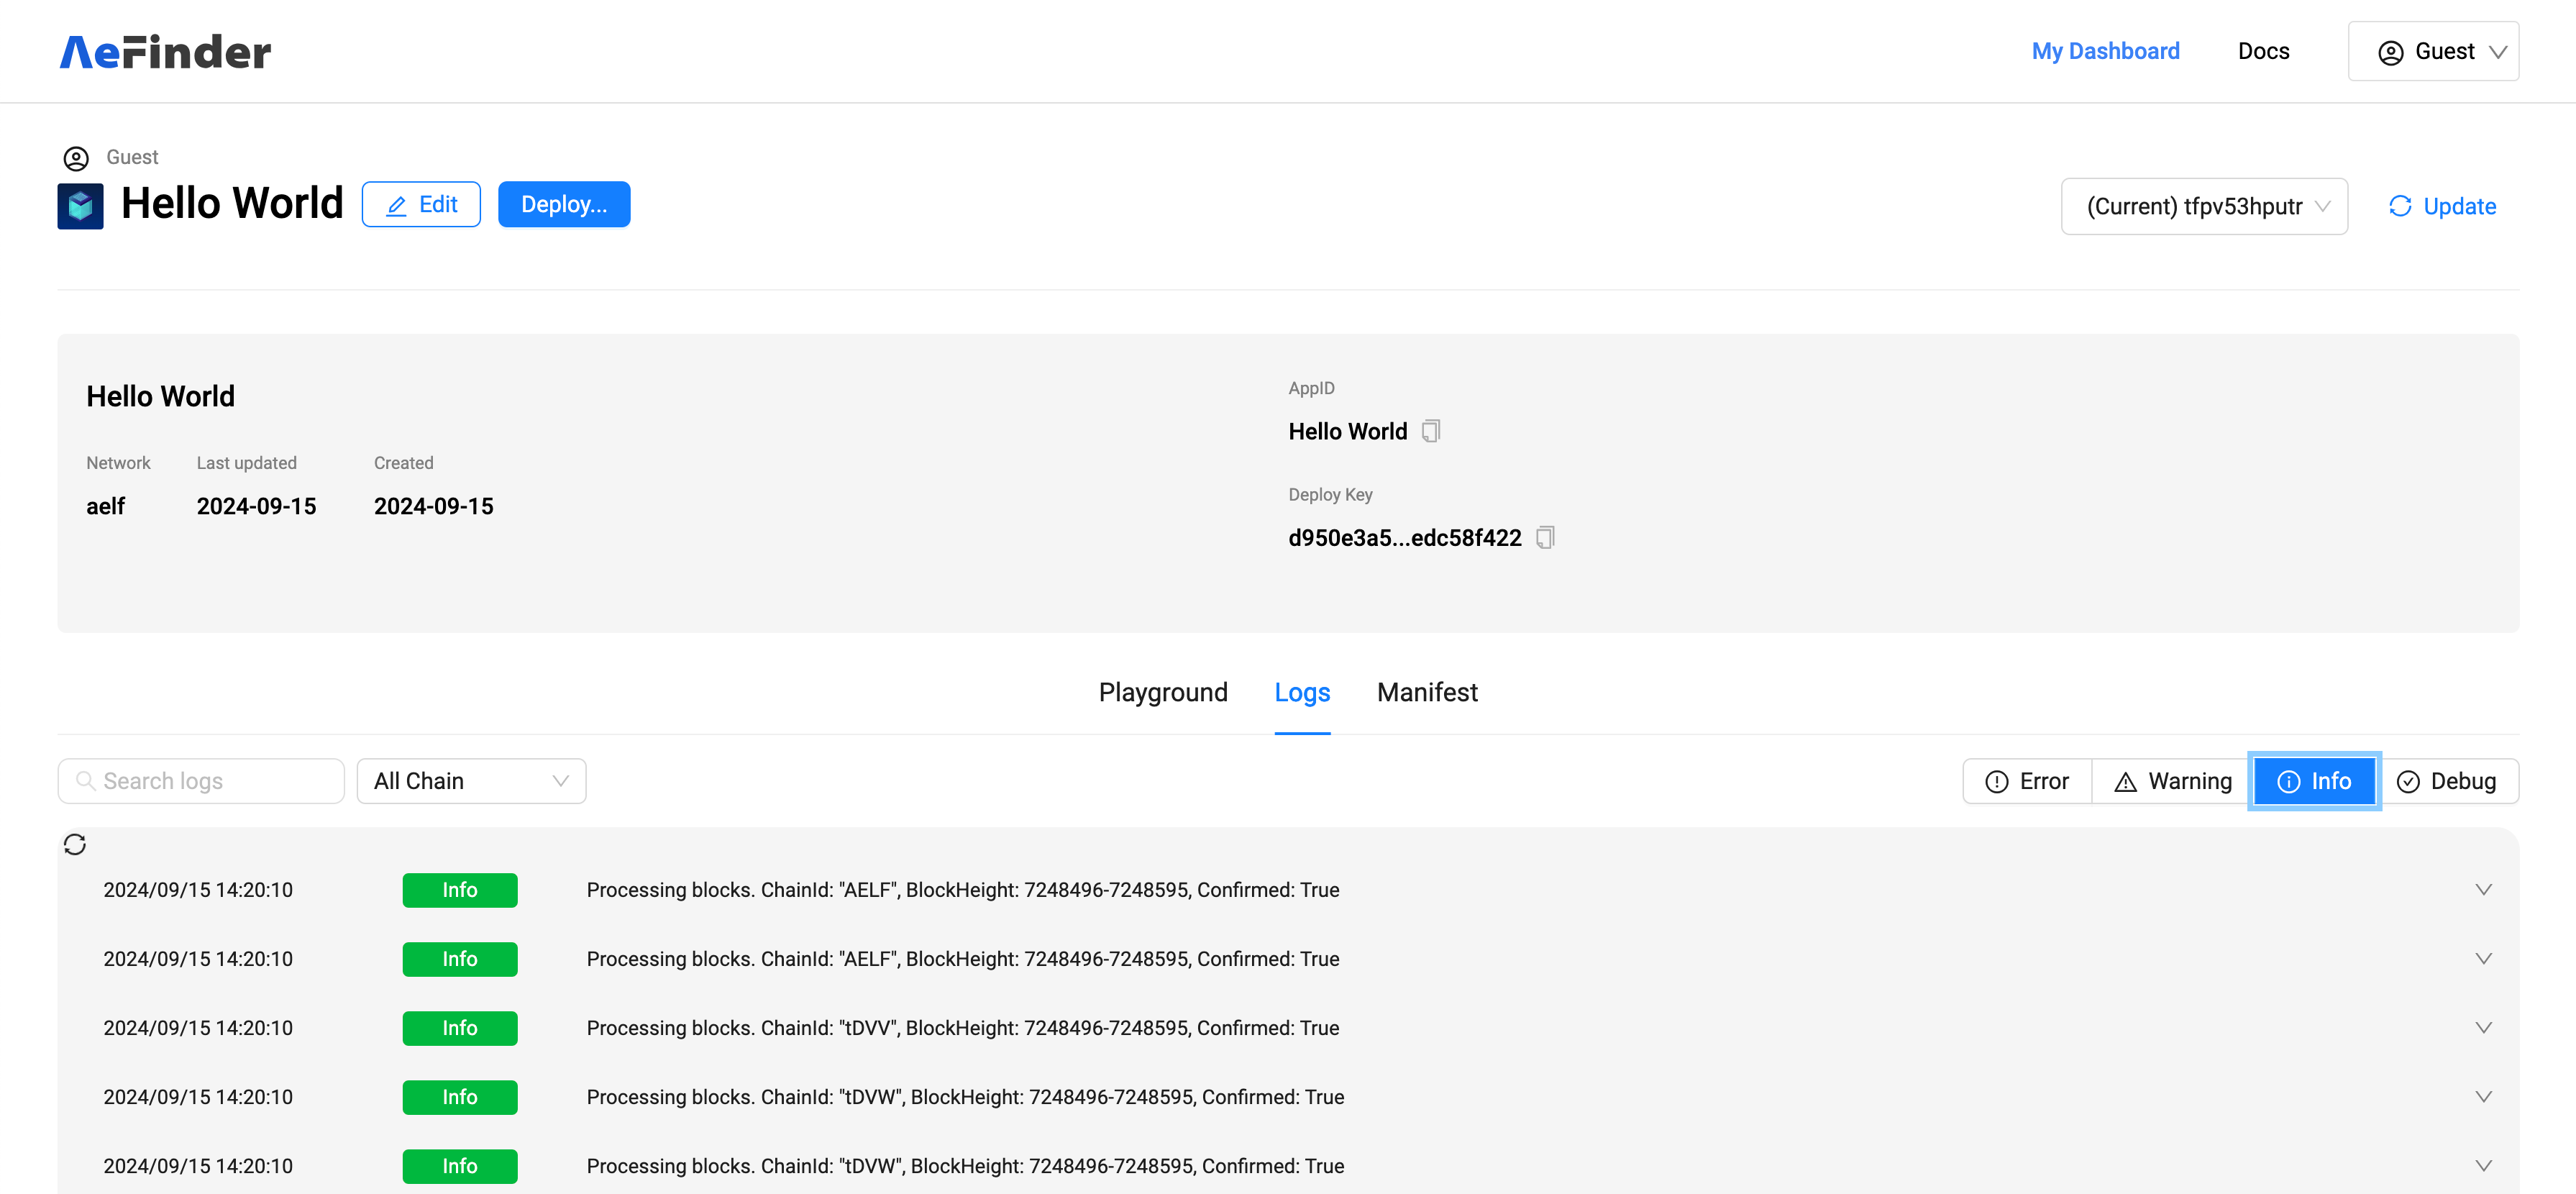 AeFinder
My Dashboard Docs Guest
Guest
Hello World Edit Deploy... (Current) tfpv53hputr Update
Hello World
Network Last updated Created
aelf 2024-09-15 2024-09-15
AppID
Hello World
Deploy Key
d950e3a5...edc58f422
Playground Logs Manifest
Search logs All Chain Error Warning Info Debug
2024/09/15 14:20:10 Info Processing blocks. ChainId: "AELF", BlockHeight: 7248496-7248595, Confirmed: True
2024/09/15 14:20:10 Info Processing blocks. ChainId: "AELF", BlockHeight: 7248496-7248595, Confirmed: True
2024/09/15 14:20:10 Info Processing blocks. ChainId: "tDVV", BlockHeight: 7248496-7248595, Confirmed: True
2024/09/15 14:20:10 Info Processing blocks. ChainId: "tDVW", BlockHeight: 7248496-7248595, Confirmed: True
2024/09/15 14:20:10 Info Processing blocks. ChainId: "tDVW", BlockHeight: 7248496-7248595, Confirmed: True